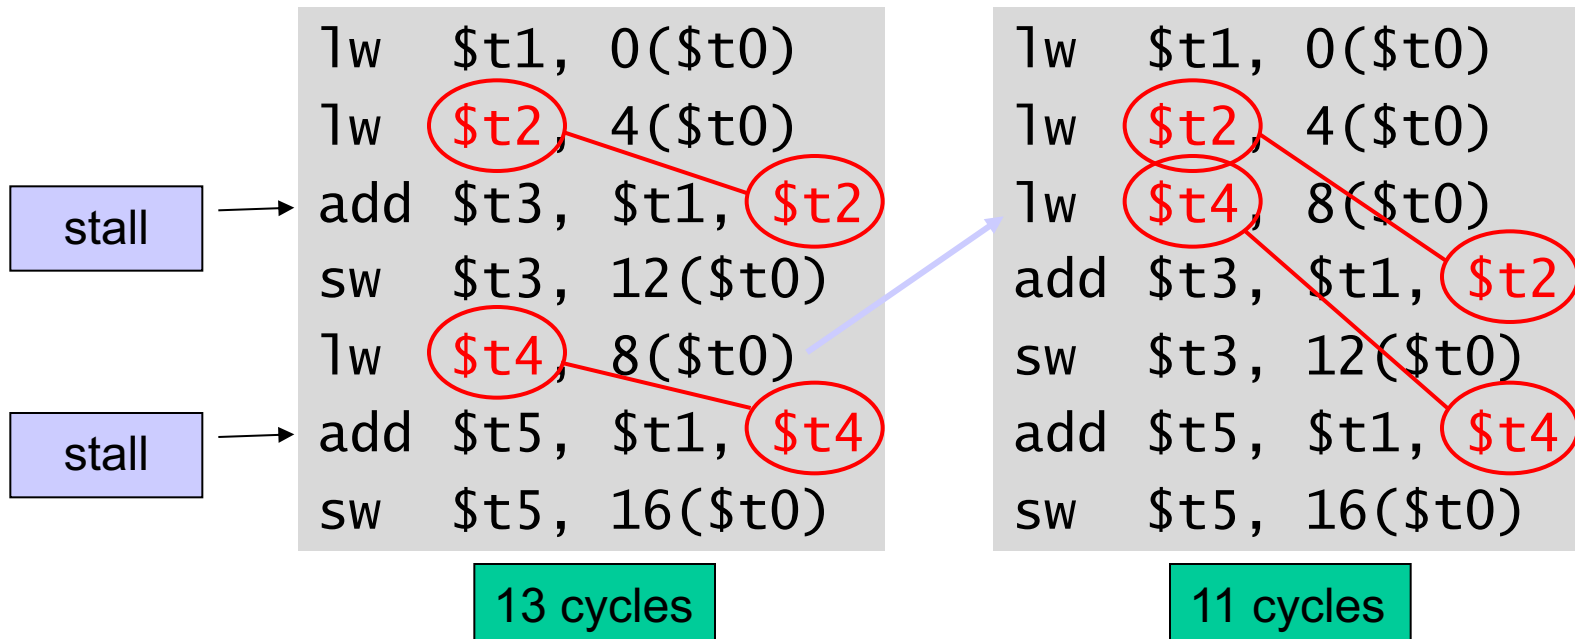 lw $t1, 0($t0)
lw $t2, 4($t0)
stall
add $t3, $t1, $t2
sw $t3, 12($t0)
lw $t4, 8($t0)
stall
add $t5, $t1, $t4
sw $t5, 16($t0)
13 cycles
lw $t1, 0($t0)
lw $t2, 4($t0)
lw $t4, 8($t0)
add $t3, $t1, $t2
sw $t3, 12($t0)
add $t5, $t1, $t4
sw $t5, 16($t0)
11 cycles